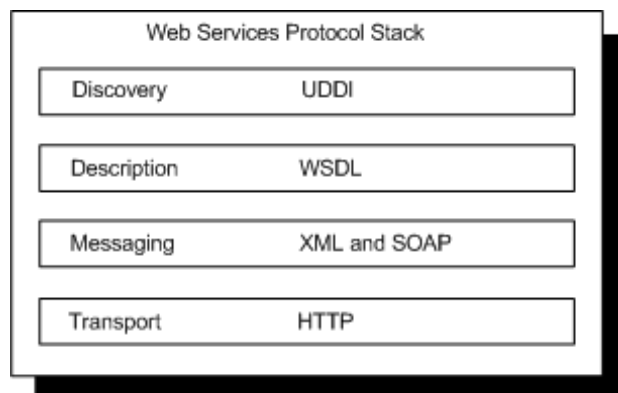 Web Services Protocol Stack
Discovery UDDI
Description WSDL
Messaging XML and SOAP
Transport HTTP